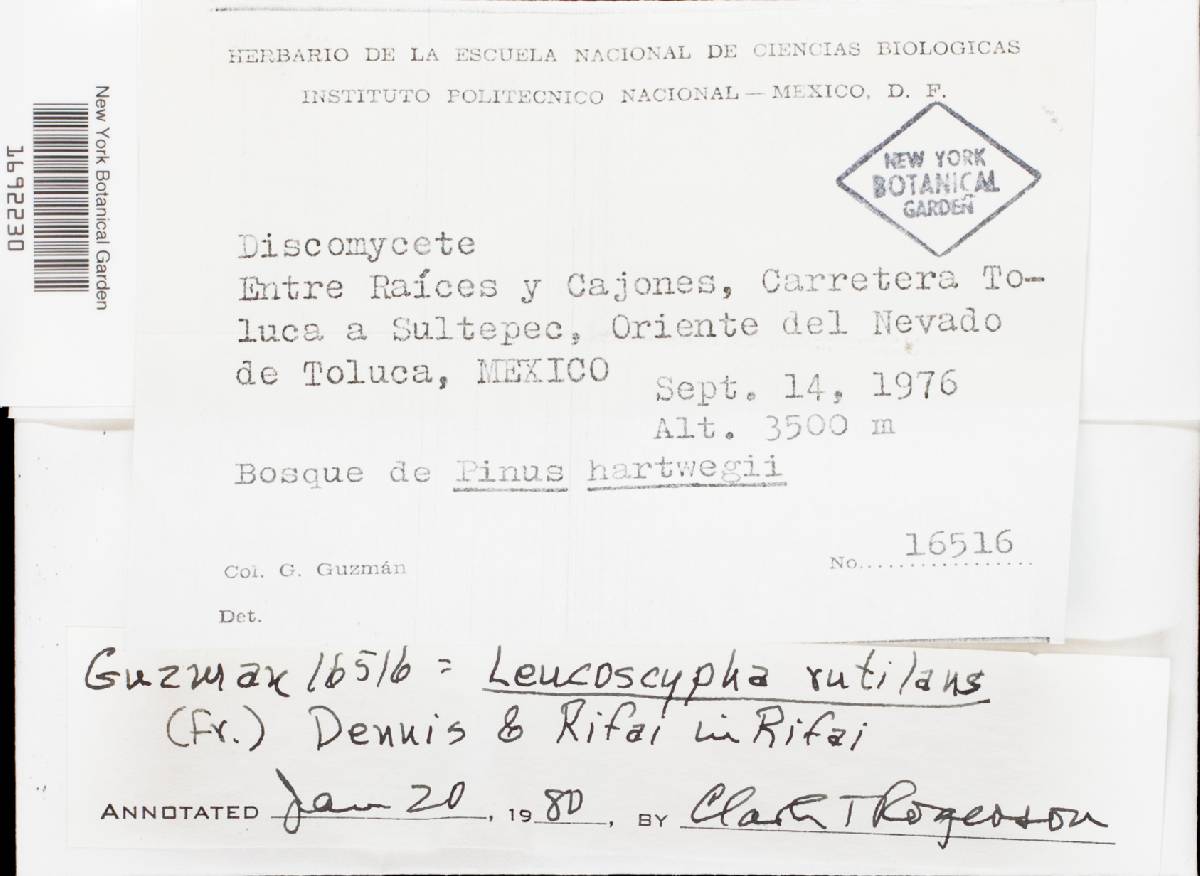 HERBARIO DE LA ESCUELA NACIONAL DE CIENCIAS BIOLOGICAS
INSTITUTO POLITECNICO NACIONAL — MEXICO, D. F.
NEW YORK
BOTANICAL
GARDEN
New York Botanical Garden
1692230
Discomycete
Entre Raíces y Cajones, Carretera To-
luca a Sultepec, Oriente del Nevado
de Toluca, MEXICO
Sept. 14, 1976
Alt. 3500 m
Bosque de Pinus hartwegii
No. 16516
Col. G. Guzmán
Det.
Guzman 16516 = Leucoscypha rutilans
(Fr.) Dennis & Rifai in Rifai
ANNOTATED Jan 20, 1980, BY Clark T Rogerson